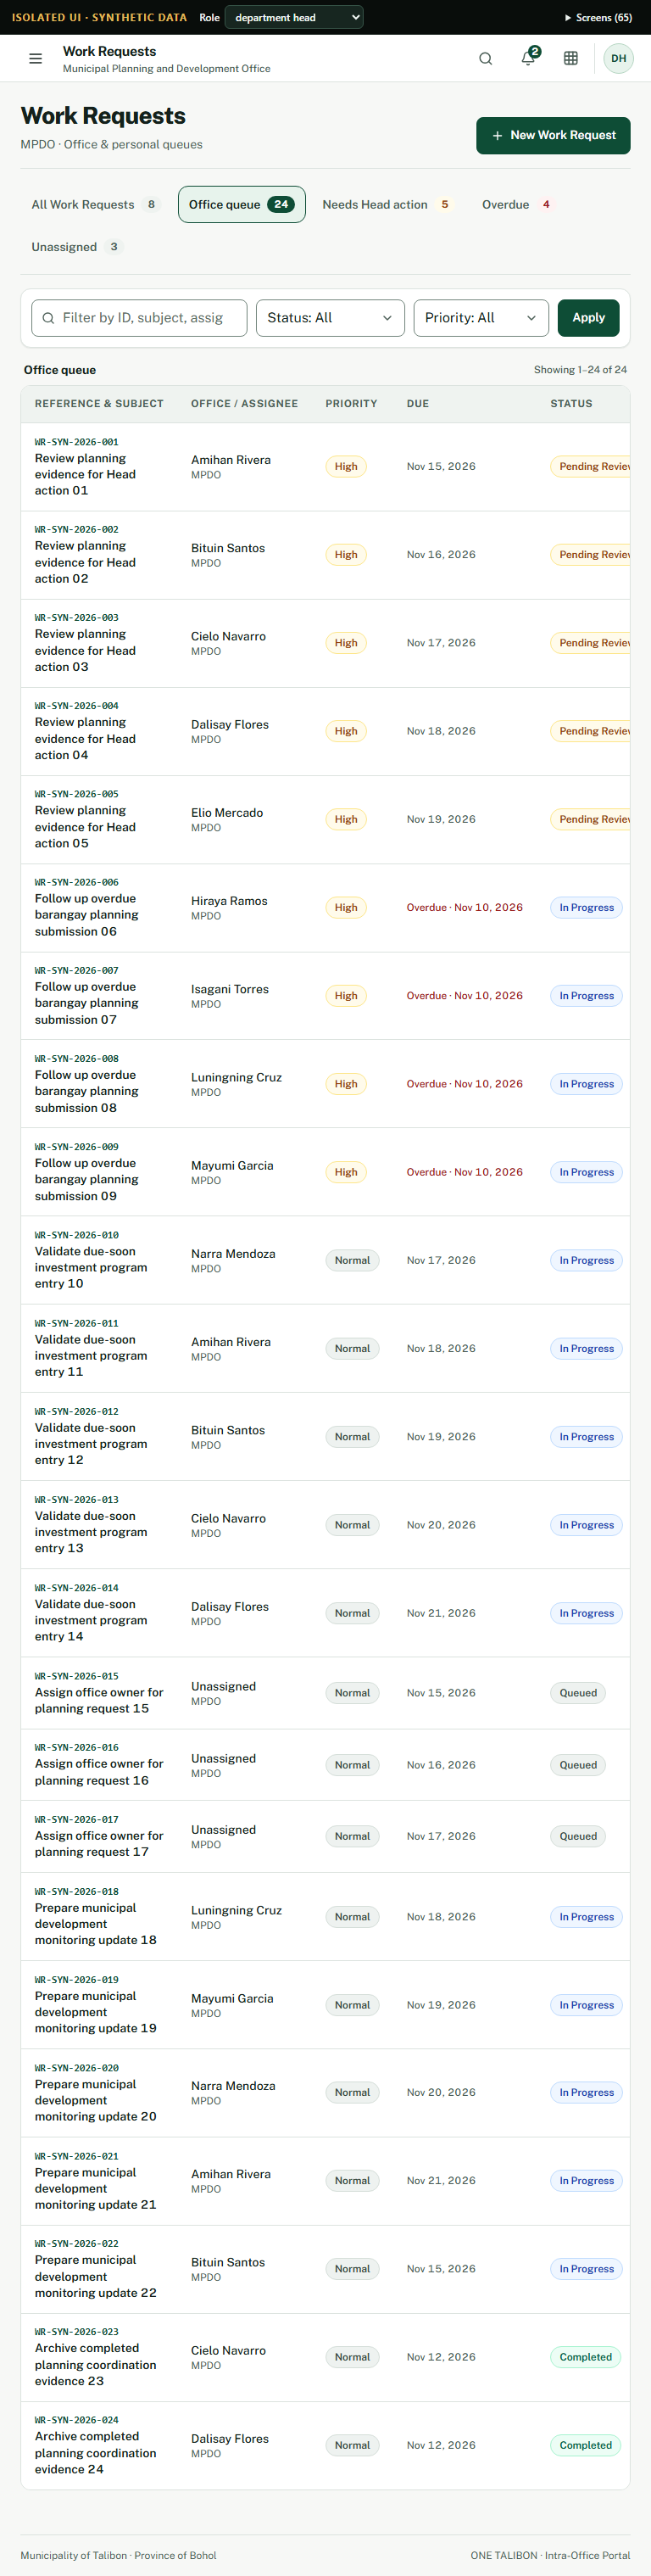 ISOLATED UI · SYNTHETIC DATA Role department head Screens (65)
Work Requests
Municipal Planning and Development Office
2
DH
Work Requests
MPDO · Office & personal queues
New Work Request
All Work Requests 8 Office queue 24 Needs Head action 5 Overdue 4
Unassigned 3
Filter by ID, subject, assig Status: All Priority: All Apply
Office queue Showing 1–24 of 24
REFERENCE & SUBJECT OFFICE / ASSIGNEE PRIORITY DUE STATUS
WR-SYN-2026-001
Review planning
evidence for Head
action 01
Amihan Rivera
MPDO
High
Nov 15, 2026
Pending Review
WR-SYN-2026-002
Review planning
evidence for Head
action 02
Bituin Santos
MPDO
High
Nov 16, 2026
Pending Review
WR-SYN-2026-003
Review planning
evidence for Head
action 03
Cielo Navarro
MPDO
High
Nov 17, 2026
Pending Review
WR-SYN-2026-004
Review planning
evidence for Head
action 04
Dalisay Flores
MPDO
High
Nov 18, 2026
Pending Review
WR-SYN-2026-005
Review planning
evidence for Head
action 05
Elio Mercado
MPDO
High
Nov 19, 2026
Pending Review
WR-SYN-2026-006
Follow up overdue
barangay planning
submission 06
Hiraya Ramos
MPDO
High
Overdue · Nov 10, 2026
In Progress
WR-SYN-2026-007
Follow up overdue
barangay planning
submission 07
Isagani Torres
MPDO
High
Overdue · Nov 10, 2026
In Progress
WR-SYN-2026-008
Follow up overdue
barangay planning
submission 08
Luningning Cruz
MPDO
High
Overdue · Nov 10, 2026
In Progress
WR-SYN-2026-009
Follow up overdue
barangay planning
submission 09
Mayumi Garcia
MPDO
High
Overdue · Nov 10, 2026
In Progress
WR-SYN-2026-010
Validate due-soon
investment program
entry 10
Narra Mendoza
MPDO
Normal
Nov 17, 2026
In Progress
WR-SYN-2026-011
Validate due-soon
investment program
entry 11
Amihan Rivera
MPDO
Normal
Nov 18, 2026
In Progress
WR-SYN-2026-012
Validate due-soon
investment program
entry 12
Bituin Santos
MPDO
Normal
Nov 19, 2026
In Progress
WR-SYN-2026-013
Validate due-soon
investment program
entry 13
Cielo Navarro
MPDO
Normal
Nov 20, 2026
In Progress
WR-SYN-2026-014
Validate due-soon
investment program
entry 14
Dalisay Flores
MPDO
Normal
Nov 21, 2026
In Progress
WR-SYN-2026-015
Assign office owner for
planning request 15
Unassigned
MPDO
Normal
Nov 15, 2026
Queued
WR-SYN-2026-016
Assign office owner for
planning request 16
Unassigned
MPDO
Normal
Nov 16, 2026
Queued
WR-SYN-2026-017
Assign office owner for
planning request 17
Unassigned
MPDO
Normal
Nov 17, 2026
Queued
WR-SYN-2026-018
Prepare municipal
development
monitoring update 18
Luningning Cruz
MPDO
Normal
Nov 18, 2026
In Progress
WR-SYN-2026-019
Prepare municipal
development
monitoring update 19
Mayumi Garcia
MPDO
Normal
Nov 19, 2026
In Progress
WR-SYN-2026-020
Prepare municipal
development
monitoring update 20
Narra Mendoza
MPDO
Normal
Nov 20, 2026
In Progress
WR-SYN-2026-021
Prepare municipal
development
monitoring update 21
Amihan Rivera
MPDO
Normal
Nov 21, 2026
In Progress
WR-SYN-2026-022
Prepare municipal
development
monitoring update 22
Bituin Santos
MPDO
Normal
Nov 15, 2026
In Progress
WR-SYN-2026-023
Archive completed
planning coordination
evidence 23
Cielo Navarro
MPDO
Normal
Nov 12, 2026
Completed
WR-SYN-2026-024
Archive completed
planning coordination
evidence 24
Dalisay Flores
MPDO
Normal
Nov 12, 2026
Completed
Municipality of Talibon · Province of Bohol ONE TALIBON · Intra-Office Portal